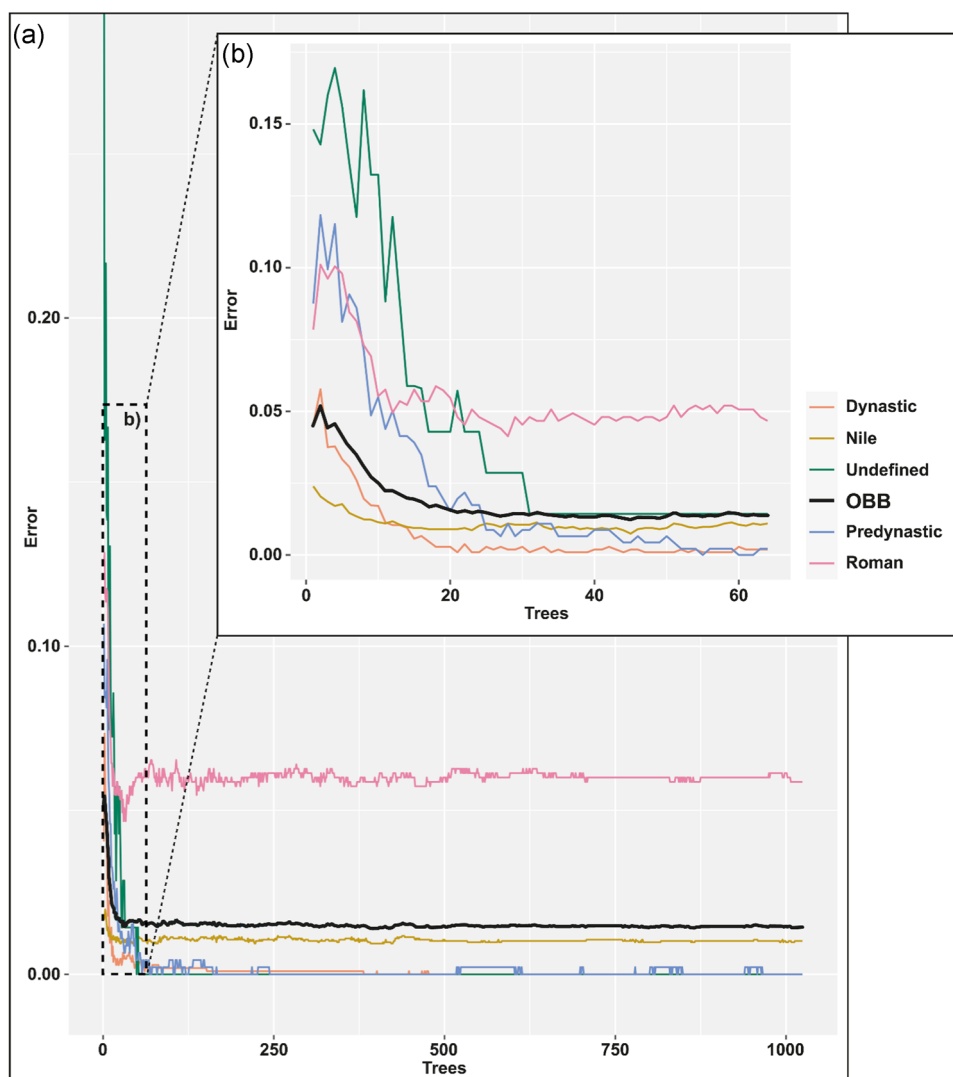 (a)
(b)
0.15
0.10
0.05
0.00
Error
0
20
40
60
Trees
Dynastic
Nile
Undefined
OBB
Predynastic
Roman
b)
0.20
0.10
0.00
Error
0
250
500
750
1000
Trees